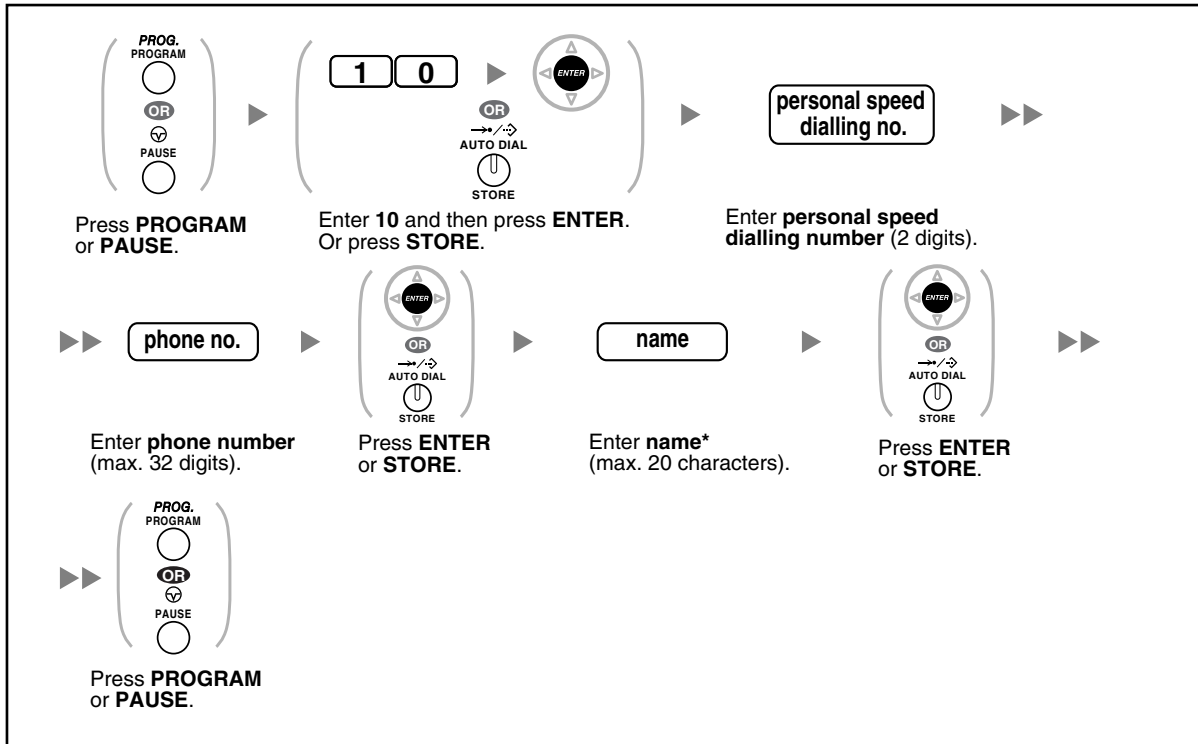 PROG.
PROGRAM
OR
PAUSE
Press PROGRAM
or PAUSE.
1 0
ENTER
OR
AUTO DIAL
STORE
Enter 10 and then press ENTER.
Or press STORE.
personal speed
dialling no.
Enter personal speed
dialling number (2 digits).
phone no.
Enter phone number
(max. 32 digits).
ENTER
OR
AUTO DIAL
STORE
Press ENTER
or STORE.
name
Enter name*
(max. 20 characters).
ENTER
OR
AUTO DIAL
STORE
Press ENTER
or STORE.
PROG.
PROGRAM
OR
PAUSE
Press PROGRAM
or PAUSE.